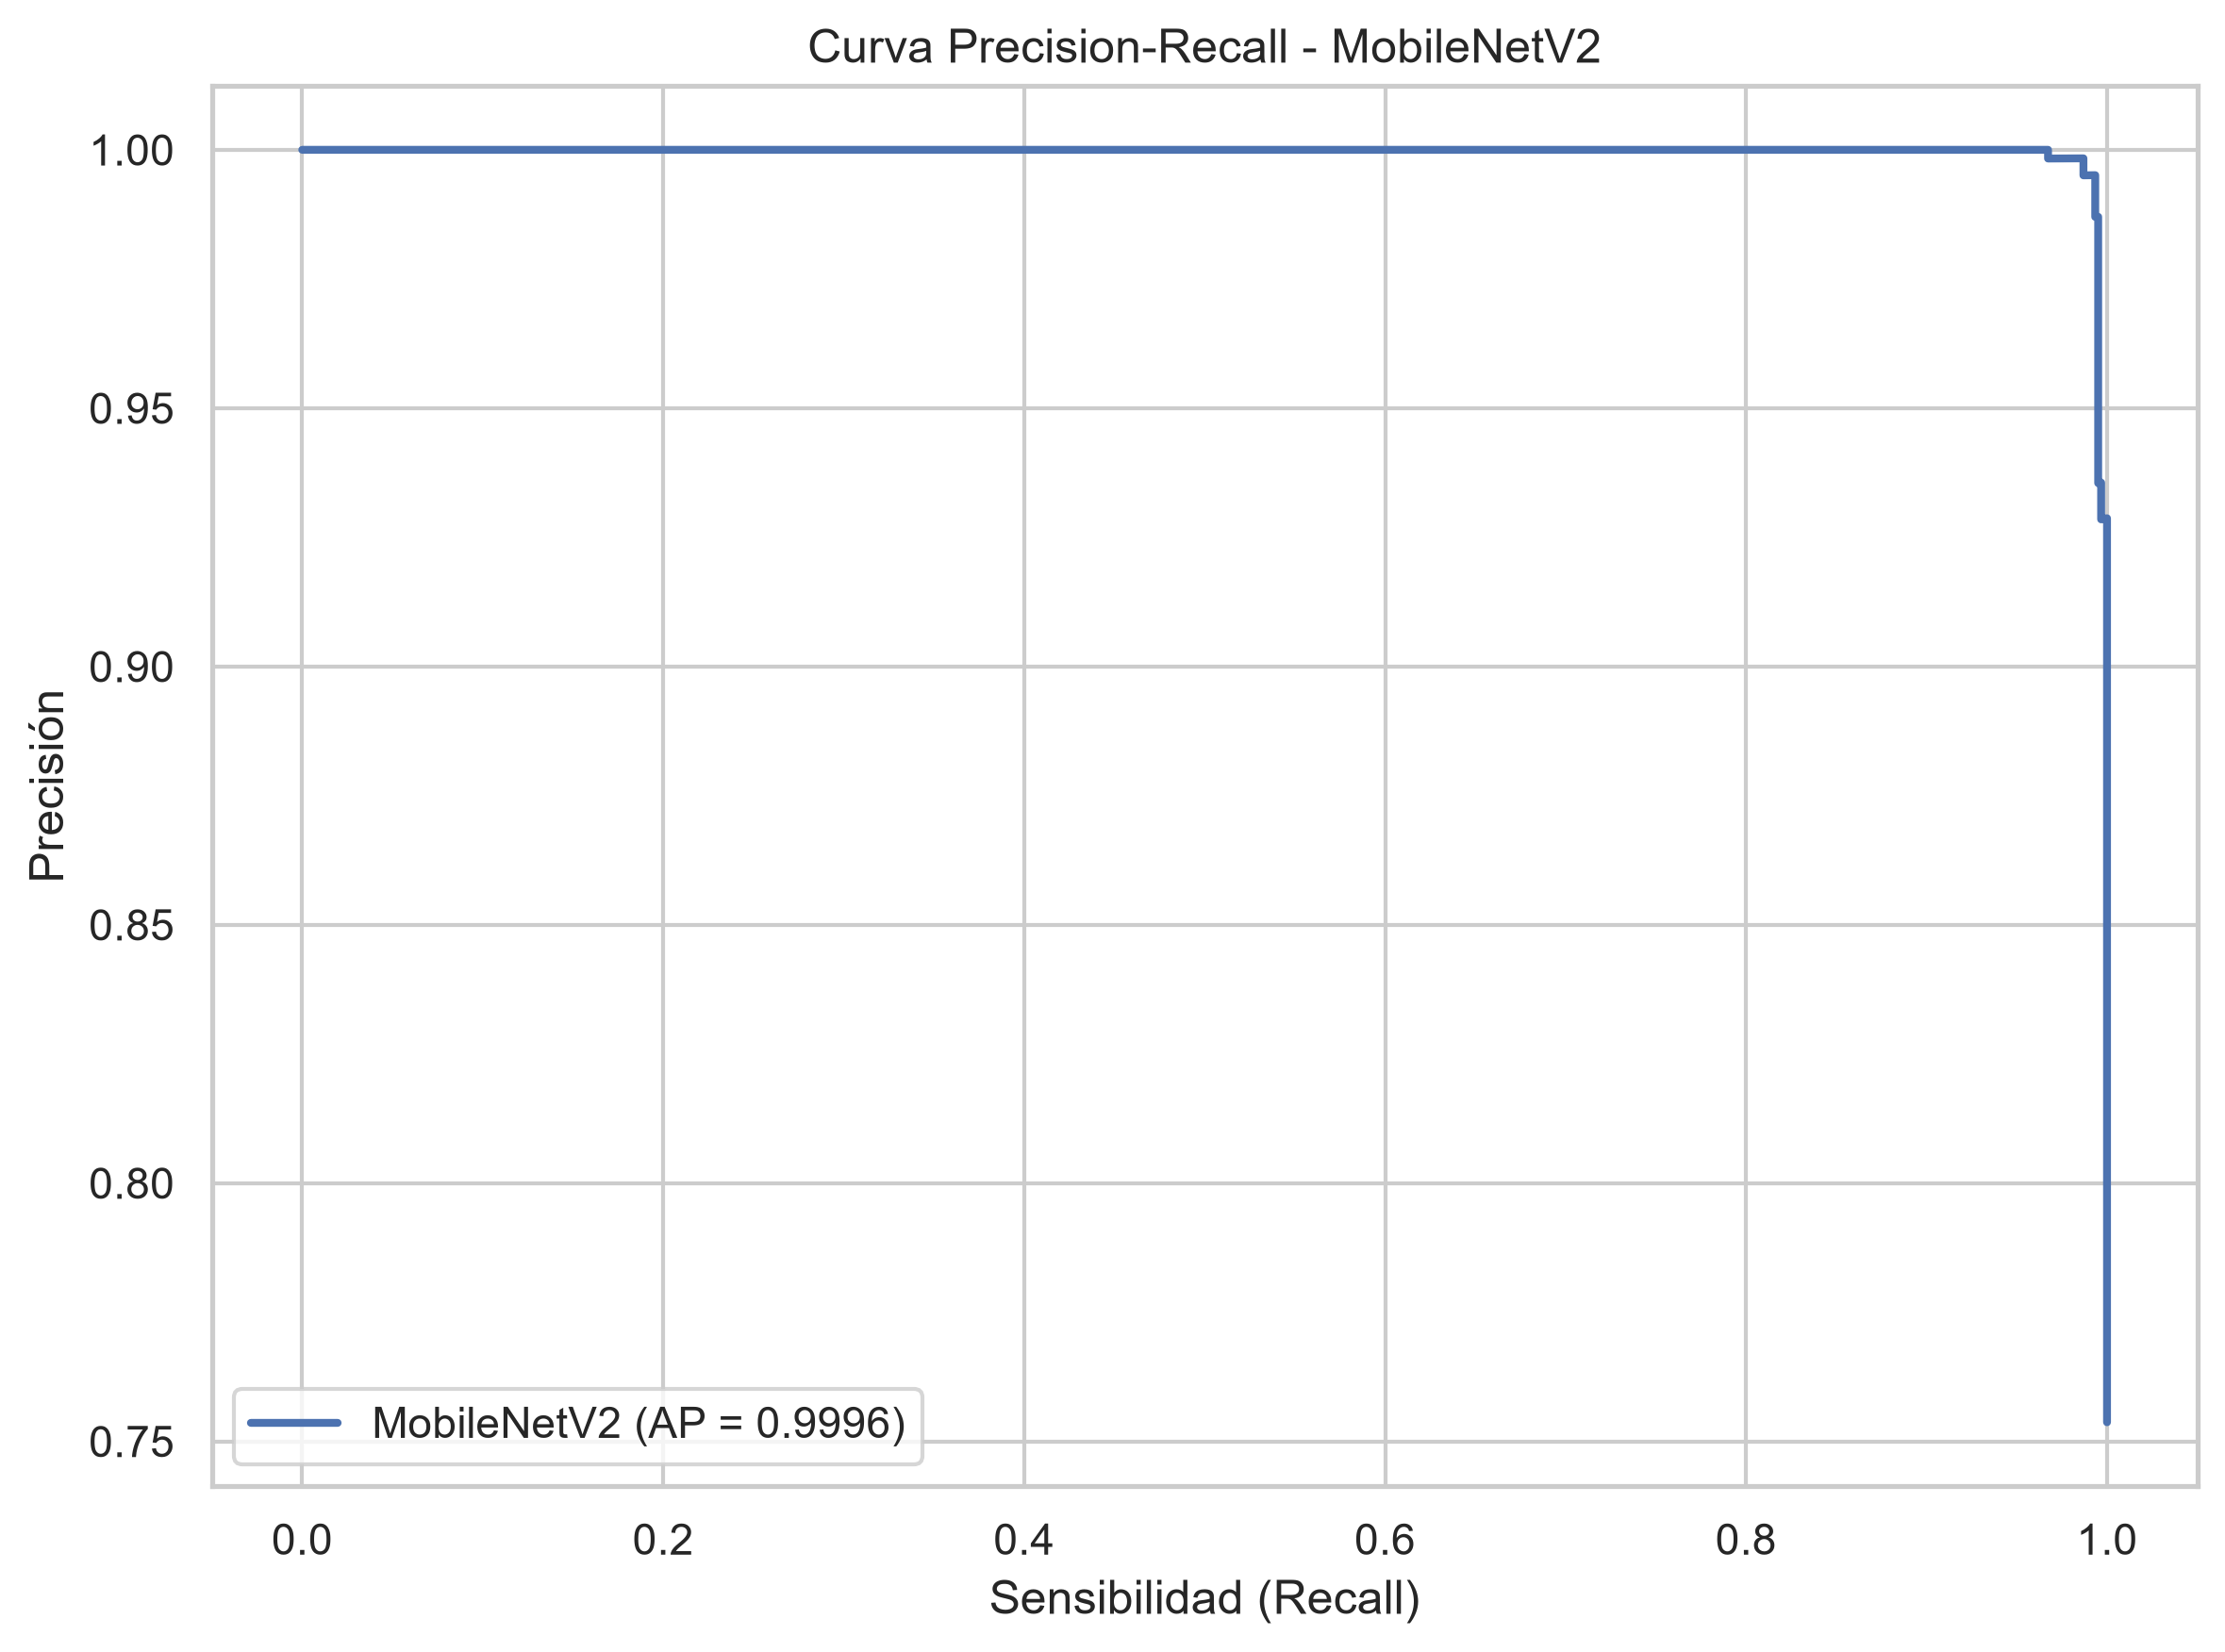 Curva Precision-Recall - MobileNetV2
1.00
0.95
0.90
0.85
0.80
0.75
Precisión
MobileNetV2 (AP = 0.9996)
0.0 0.2 0.4 0.6 0.8 1.0
Sensibilidad (Recall)